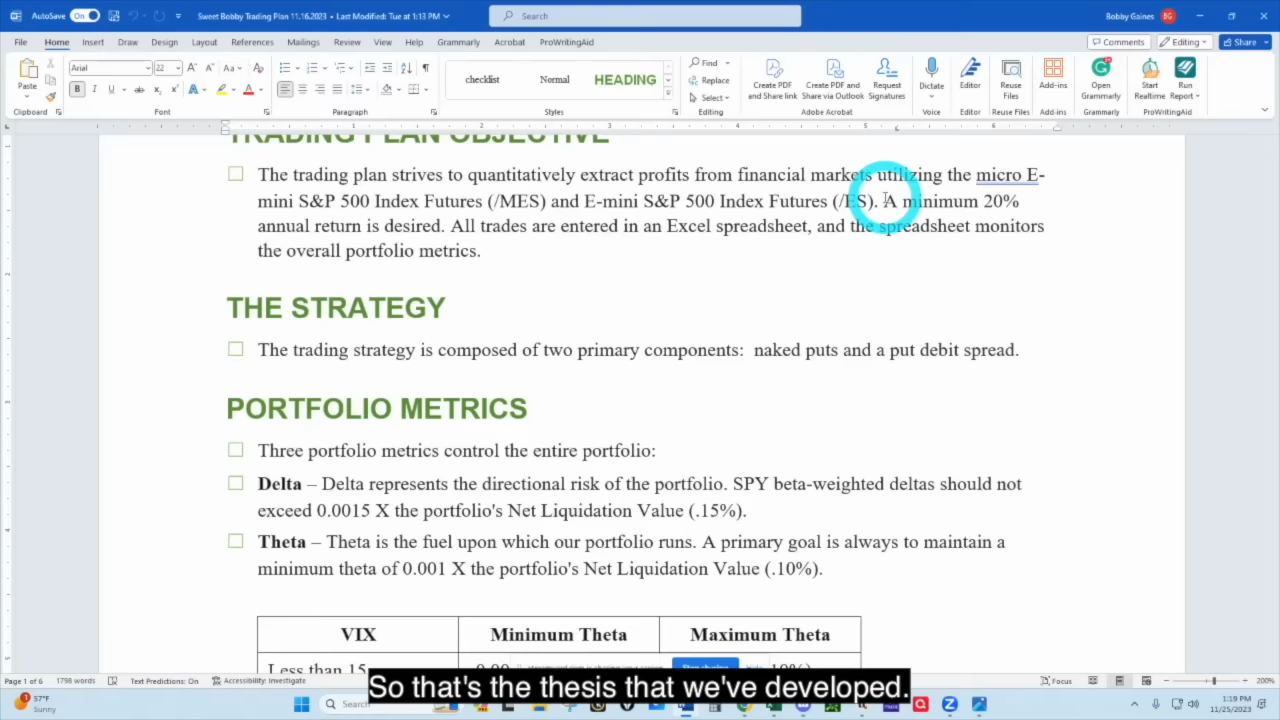 AutoSave
On
Sweet Bobby Trading Plan 11.16.2023 • Last Modified: Tue at 1:13 PM
Search
Bobby Gaines
BG
File Home Insert Draw Design Layout References Mailings Review View Help Grammarly Acrobat ProWritingAid
Comments
Editing
Share
Paste
Clipboard
Arial
22
Font
Paragraph
checklist
Normal
HEADING
Styles
Find
Replace
Select
Editing
Create PDF and Share link
Create PDF and Share via Outlook
Request Signatures
Adobe Acrobat
Dictate
Voice
Editor
Editor
Reuse Files
Reuse Files
Add-ins
Add-ins
Open Grammarly
Grammarly
Start Realtime
Run Report
ProWritingAid
TRADING PLAN OBJECTIVE
The trading plan strives to quantitatively extract profits from financial markets utilizing the micro E-
mini S&P 500 Index Futures (/MES) and E-mini S&P 500 Index Futures (/ES). A minimum 20%
annual return is desired. All trades are entered in an Excel spreadsheet, and the spreadsheet monitors
the overall portfolio metrics.
THE STRATEGY
The trading strategy is composed of two primary components: naked puts and a put debit spread.
PORTFOLIO METRICS
Three portfolio metrics control the entire portfolio:
Delta – Delta represents the directional risk of the portfolio. SPY beta-weighted deltas should not
exceed 0.0015 X the portfolio's Net Liquidation Value (.15%).
Theta – Theta is the fuel upon which our portfolio runs. A primary goal is always to maintain a
minimum theta of 0.001 X the portfolio's Net Liquidation Value (.10%).
VIX Minimum Theta Maximum Theta
Less than 15
Stop sharing
Hide
So that's the thesis that we've developed.
Page 1 of 6
1798 words
Text Predictions: On
Accessibility: Investigate
Focus
200%
57°F
Sunny
Search
1:19 PM
11/25/2023